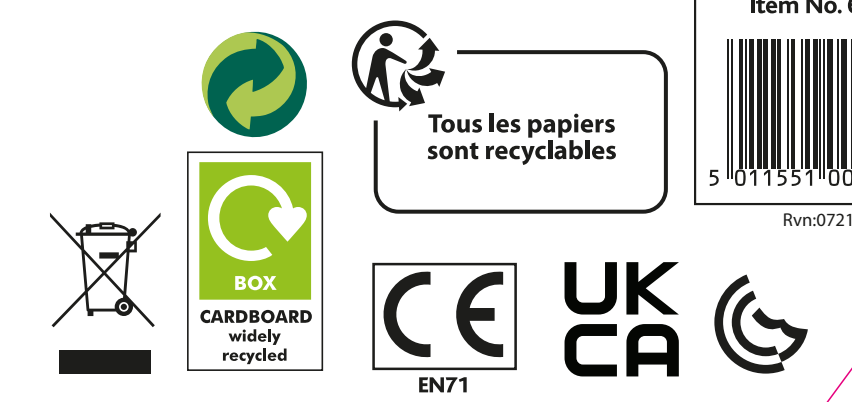 Item No. 6
Tous les papiers
sont recyclables
5 011551 00
Rvn:0721
BOX
CARDBOARD
widely
recycled
CE
EN71
UK
CA